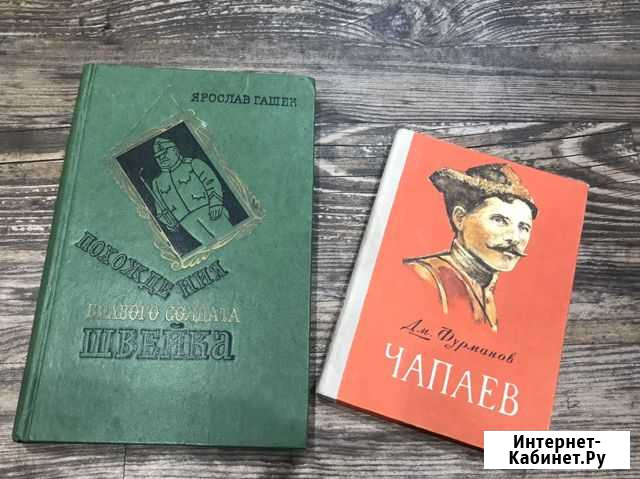 ЯРОСЛАВ ГАШЕК
ПОХОЖДЕНИЯ
БРАВОГО СОЛДАТА
ШВЕЙКА
Дм. Фурманов
ЧАПАЕВ
Интернет-
Кабинет.Ру